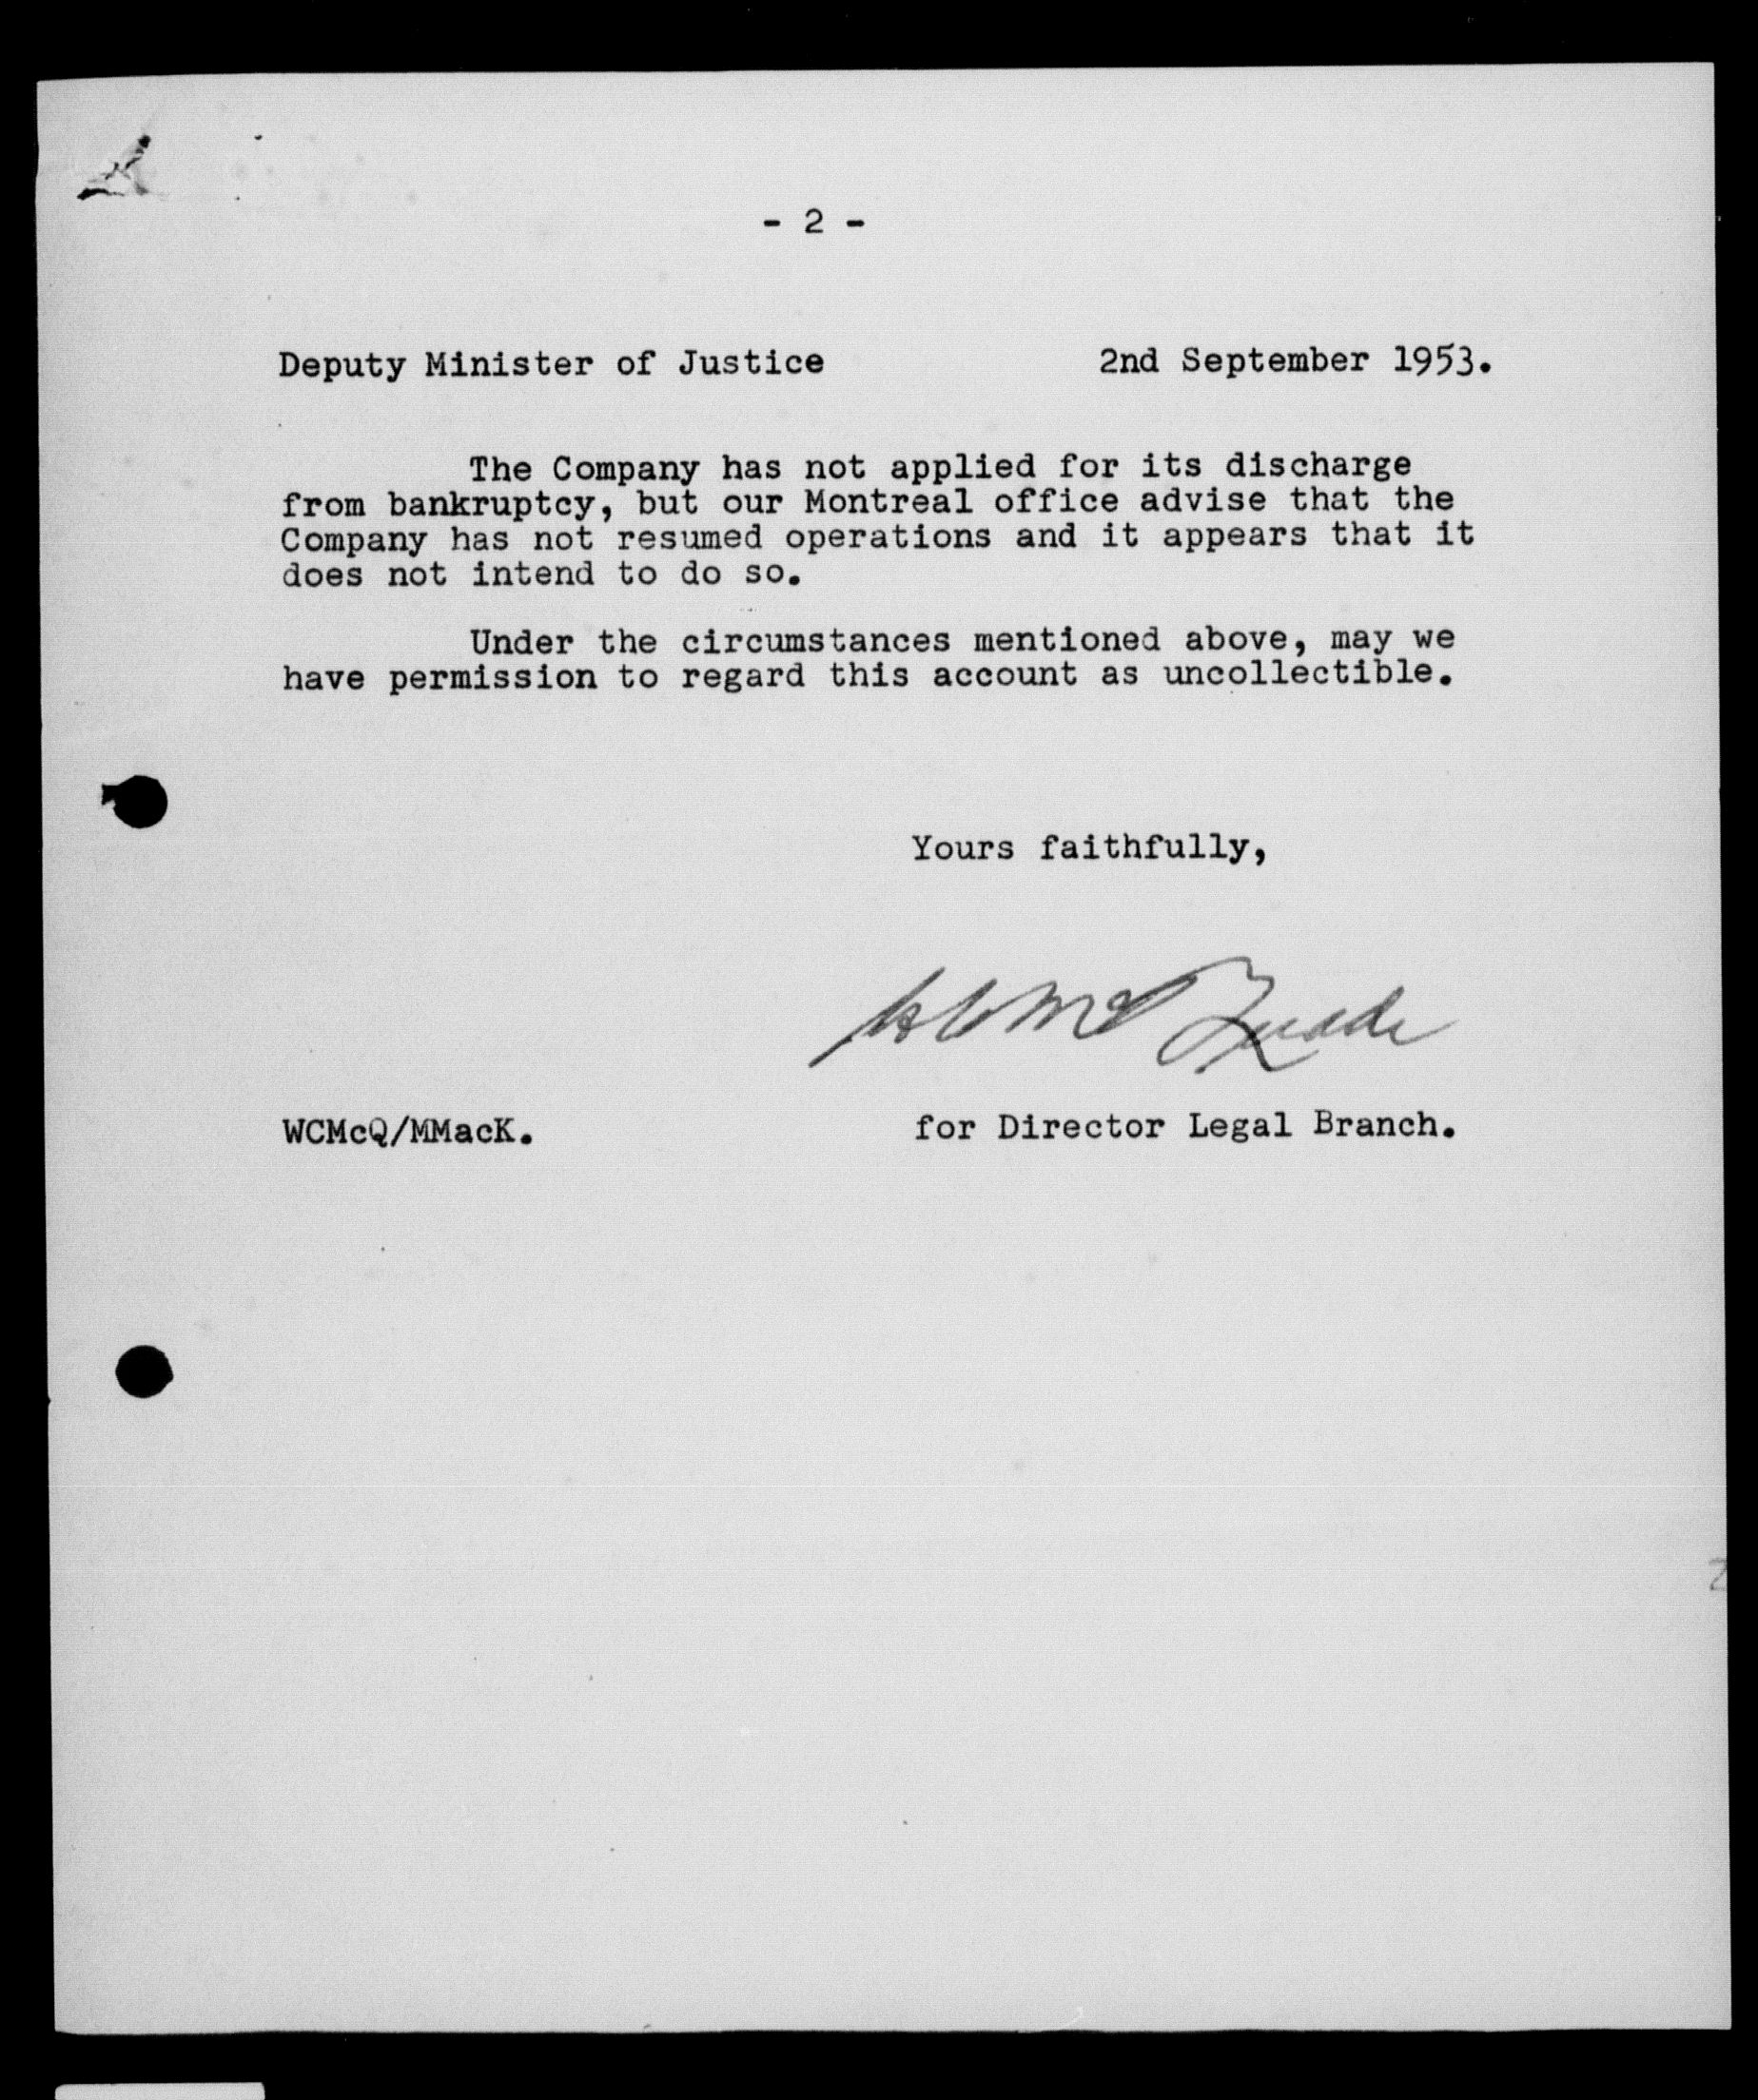 - 2 -
Deputy Minister of Justice 2nd September 1953.
The Company has not applied for its discharge
from bankruptcy, but our Montreal office advise that the
Company has not resumed operations and it appears that it
does not intend to do so.
Under the circumstances mentioned above, may we
have permission to regard this account as uncollectible.
Yours faithfully,
WCMcQuade
WCMcQ/MMacK. for Director Legal Branch.